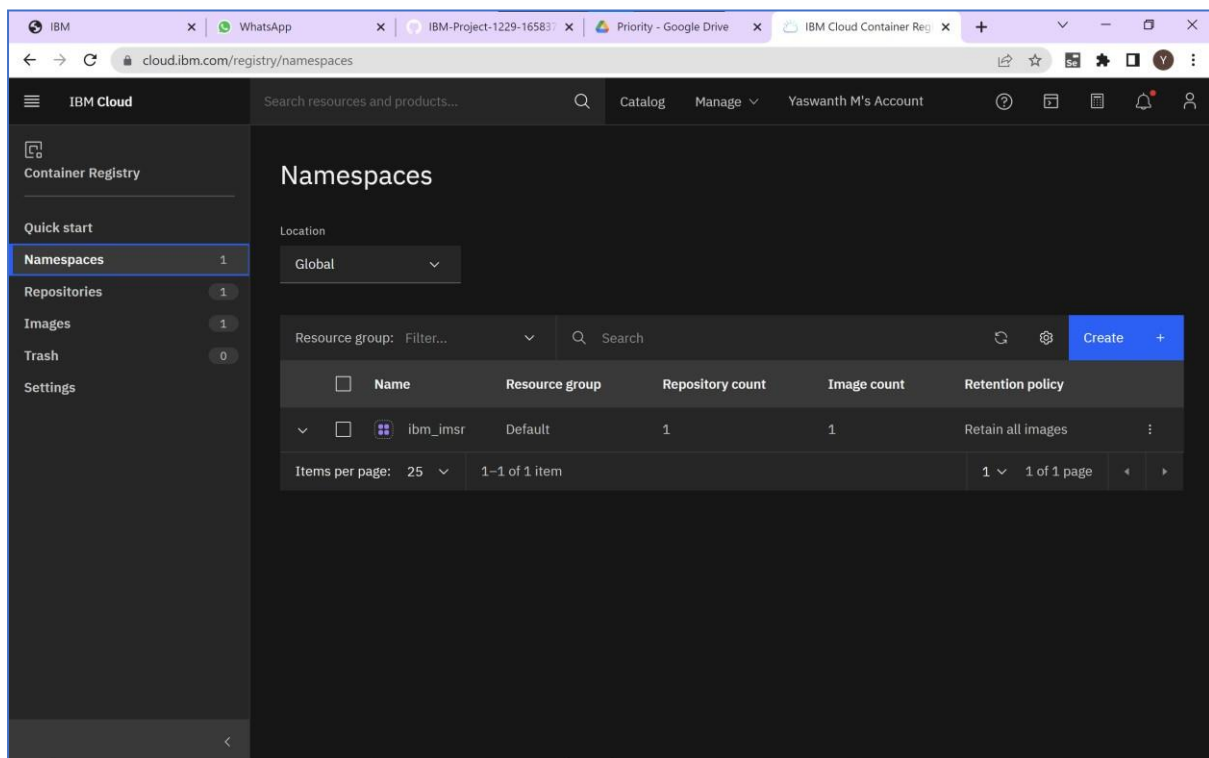 IBM
WhatsApp
IBM-Project-1229-165837
Priority - Google Drive
IBM Cloud Container Reg
cloud.ibm.com/registry/namespaces
Se
Y
IBM Cloud
Search resources and products...
Catalog
Manage
Yaswanth M's Account
Container Registry
Quick start
Namespaces 1
Repositories 1
Images 1
Trash 0
Settings
Namespaces
Location
Global
Resource group: Filter...
Search
Create +
Name Resource group Repository count Image count Retention policy
ibm_imsr Default 1 1 Retain all images
Items per page: 25 1–1 of 1 item 1 1 of 1 page